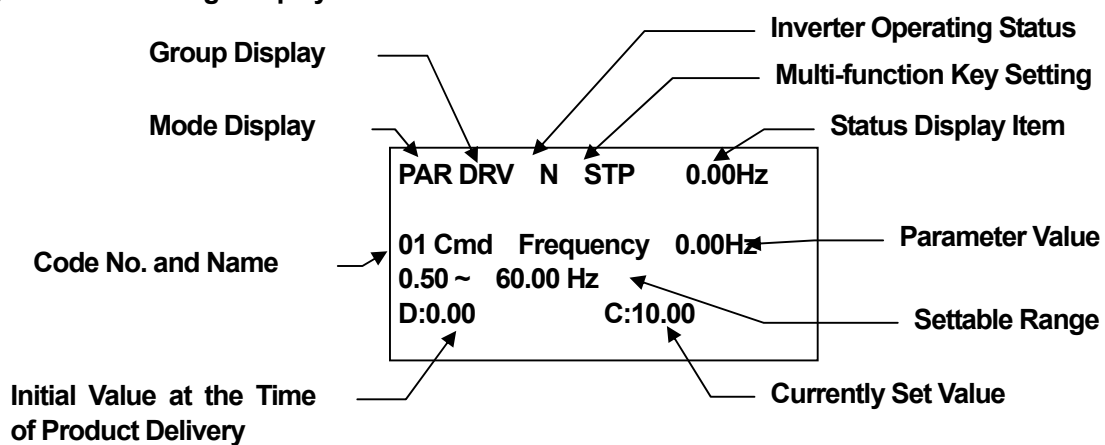 Inverter Operating Status
Group Display
Multi-function Key Setting
Mode Display
Status Display Item
PAR DRV N STP 0.00Hz
01 Cmd Frequency 0.00Hz
Parameter Value
Code No. and Name
0.50 ~ 60.00 Hz
D:0.00 C:10.00
Settable Range
Initial Value at the Time
of Product Delivery
Currently Set Value